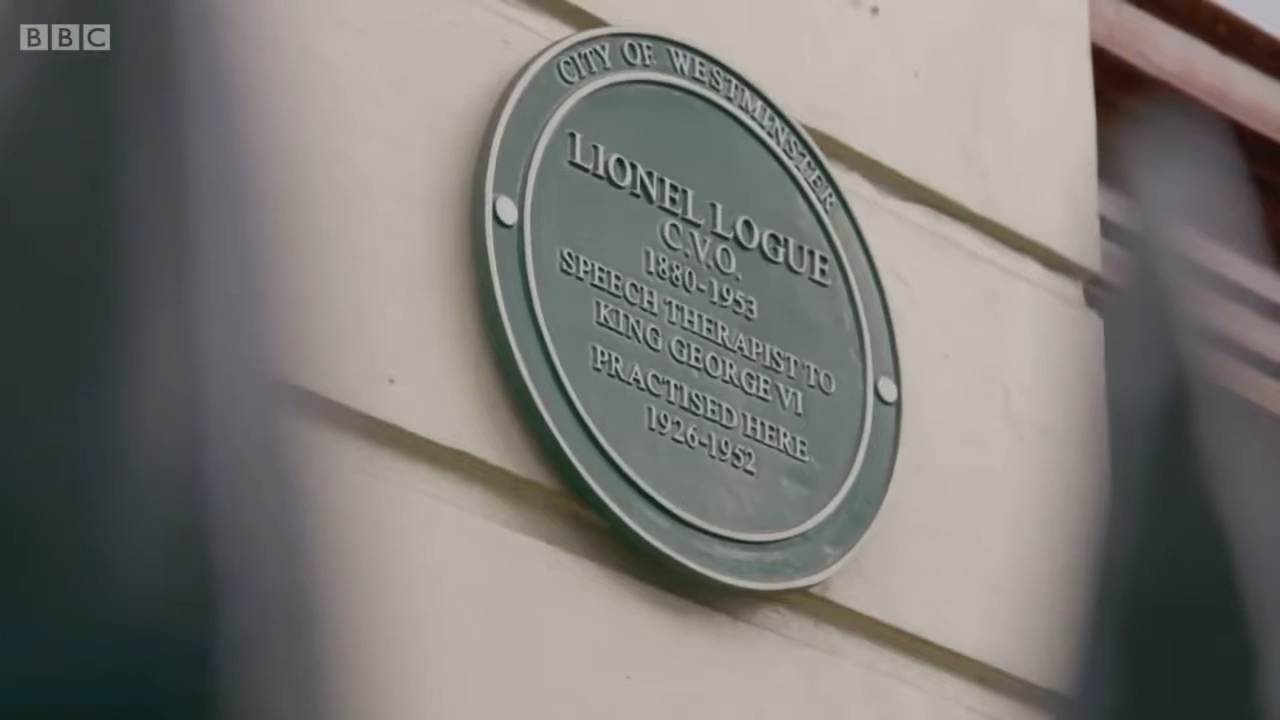 BBC
CITY OF WESTMINSTER
LIONEL LOGUE
C.V.O.
1880-1953
SPEECH THERAPIST TO
KING GEORGE VI
PRACTISED HERE
1926-1952